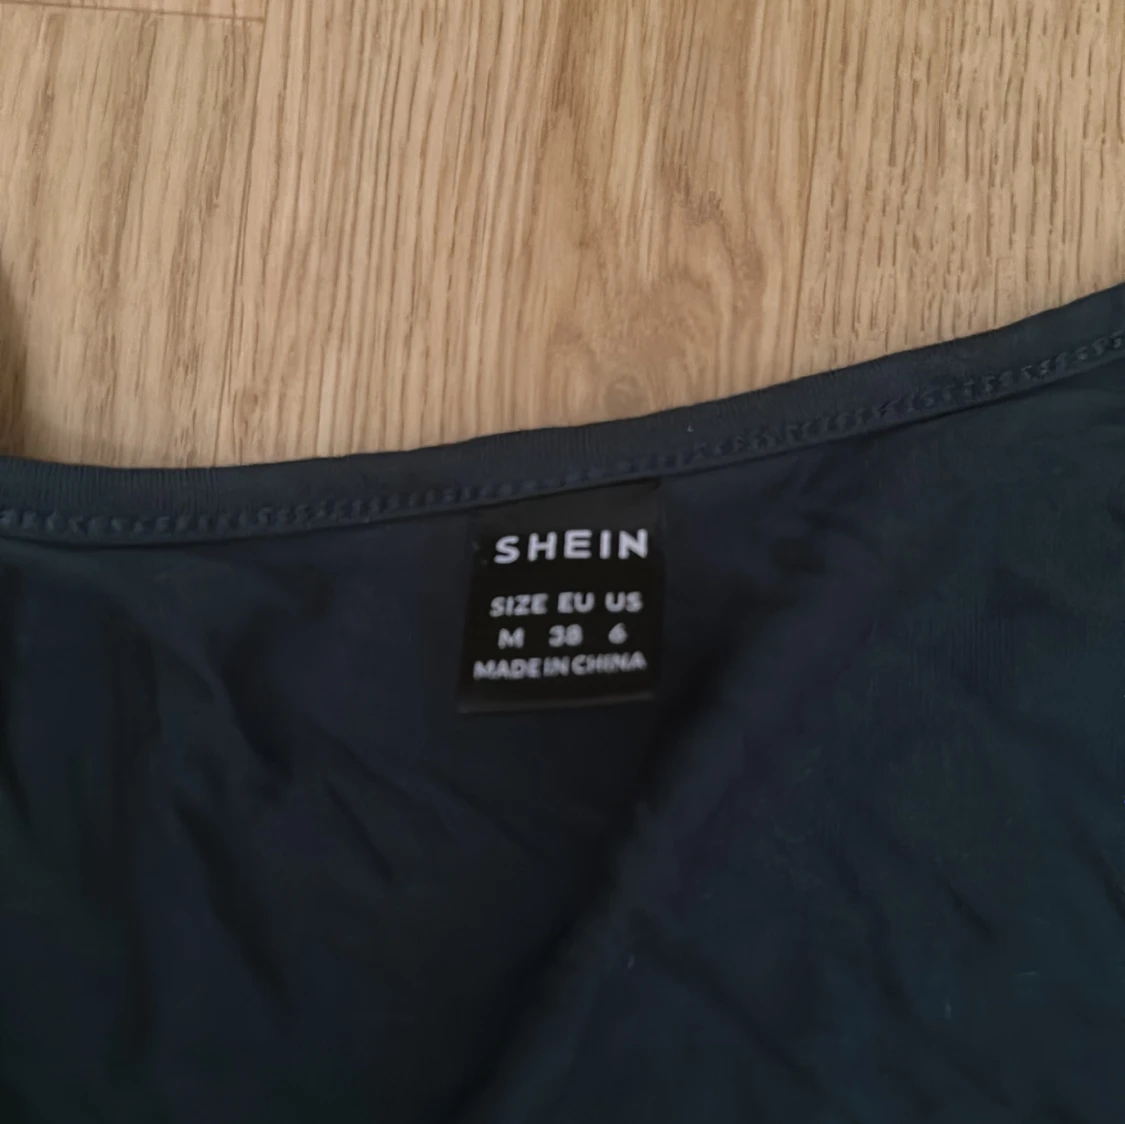 SHEIN
SIZE EU US
M 38 6
MADE IN CHINA